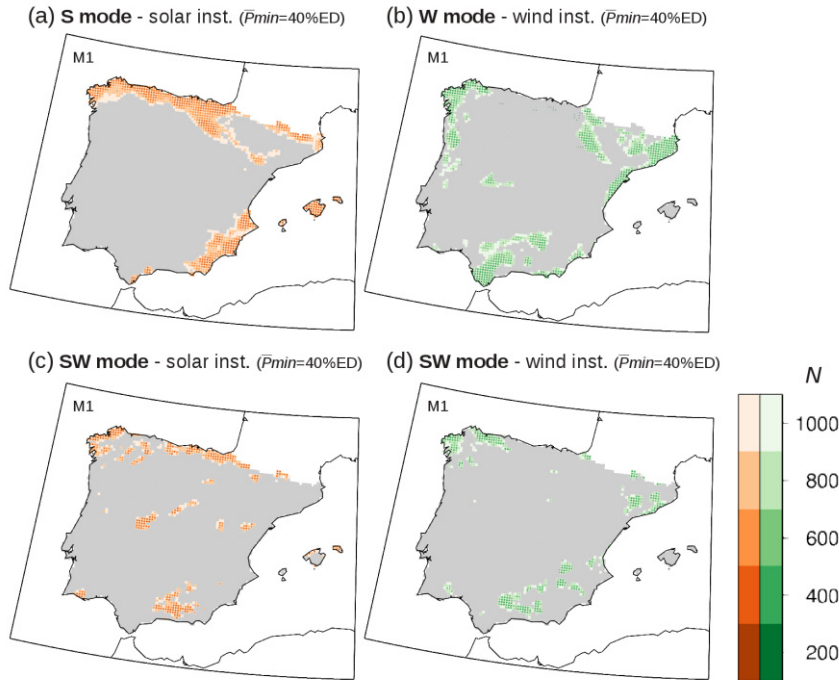 (a) S mode - solar inst. (P̅min=40%ED)
(b) W mode - wind inst. (P̅min=40%ED)
M1
M1
(c) SW mode - solar inst. (P̅min=40%ED)
(d) SW mode - wind inst. (P̅min=40%ED)
M1
M1
N
1000
800
600
400
200